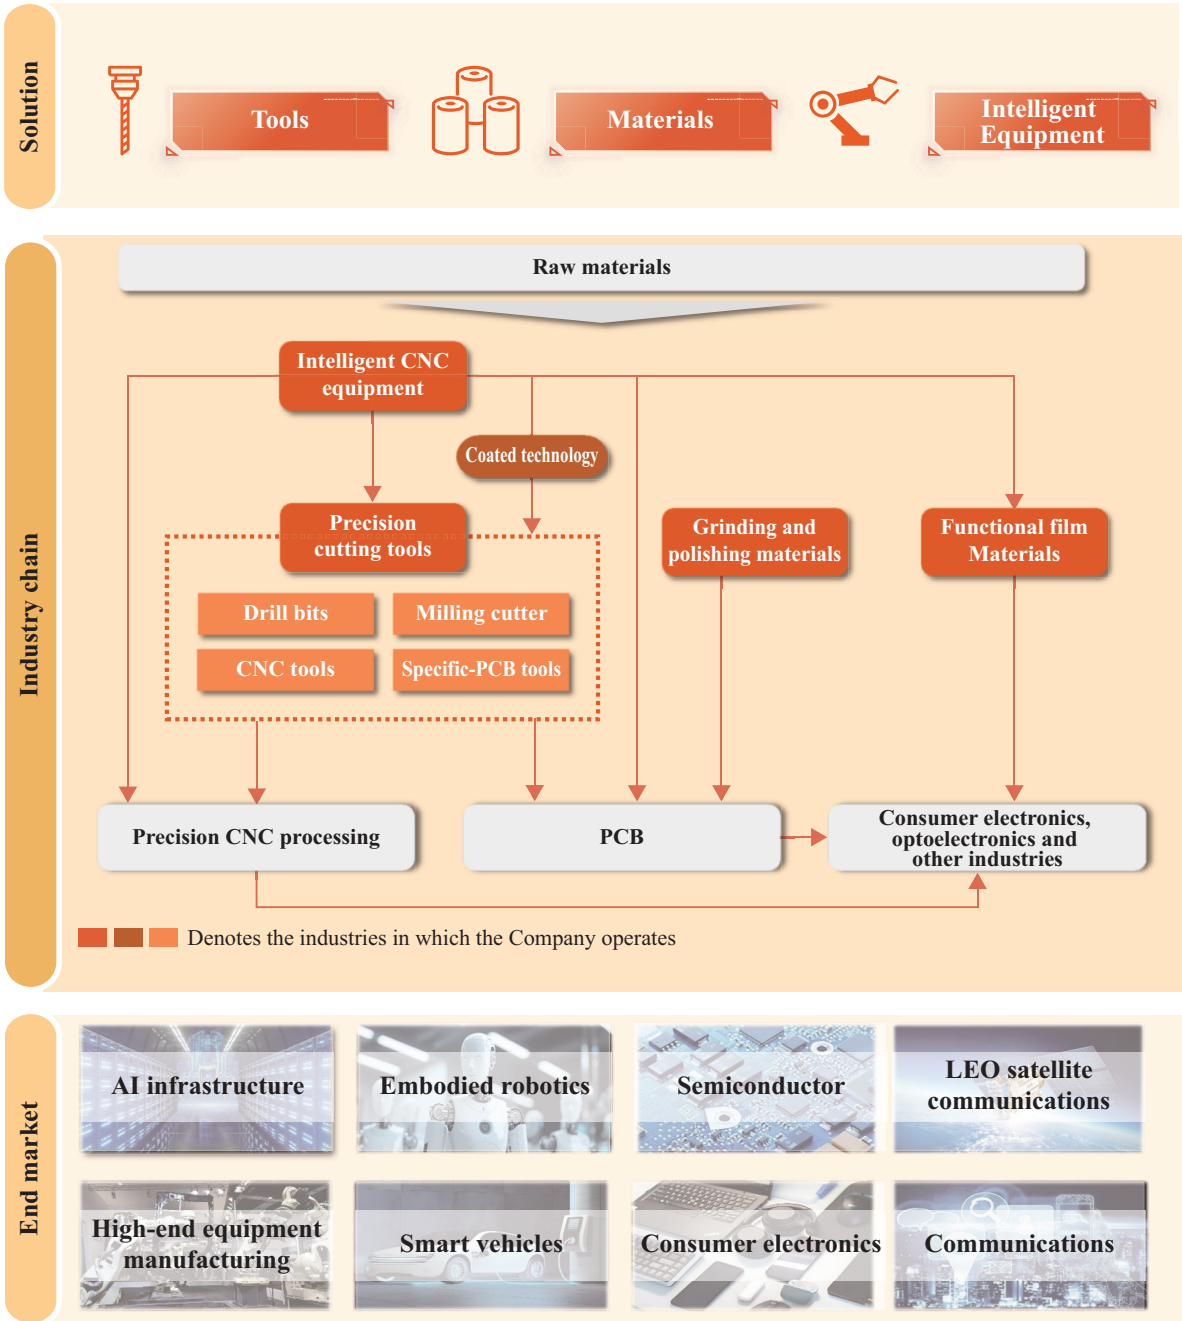 Solution
Tools
Materials
Intelligent
Equipment
Industry chain
Raw materials
Intelligent CNC
equipment
Coated technology
Precision
cutting tools
Grinding and
polishing materials
Functional film
Materials
Drill bits
Milling cutter
CNC tools
Specific-PCB tools
Precision CNC processing
PCB
Consumer electronics,
optoelectronics and
other industries
Denotes the industries in which the Company operates
End market
AI infrastructure
Embodied robotics
Semiconductor
LEO satellite
communications
High-end equipment
manufacturing
Smart vehicles
Consumer electronics
Communications